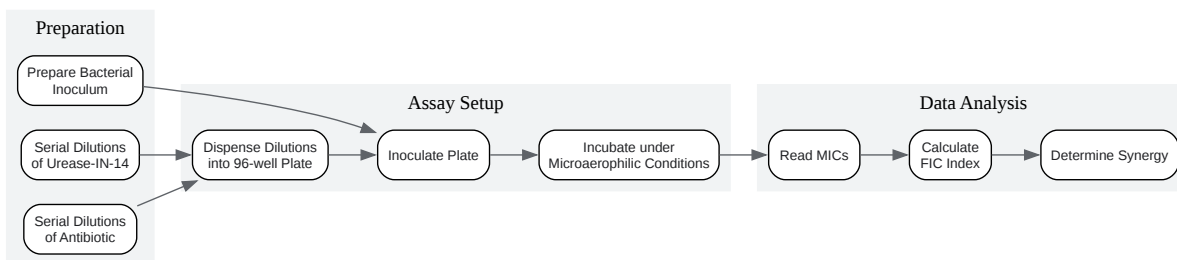 Preparation
Prepare Bacterial
Inoculum
Serial Dilutions
of Urease-IN-14
Serial Dilutions
of Antibiotic
Assay Setup
Dispense Dilutions
into 96-well Plate
Inoculate Plate
Incubate under
Microaerophilic Conditions
Data Analysis
Read MICs
Calculate
FIC Index
Determine Synergy